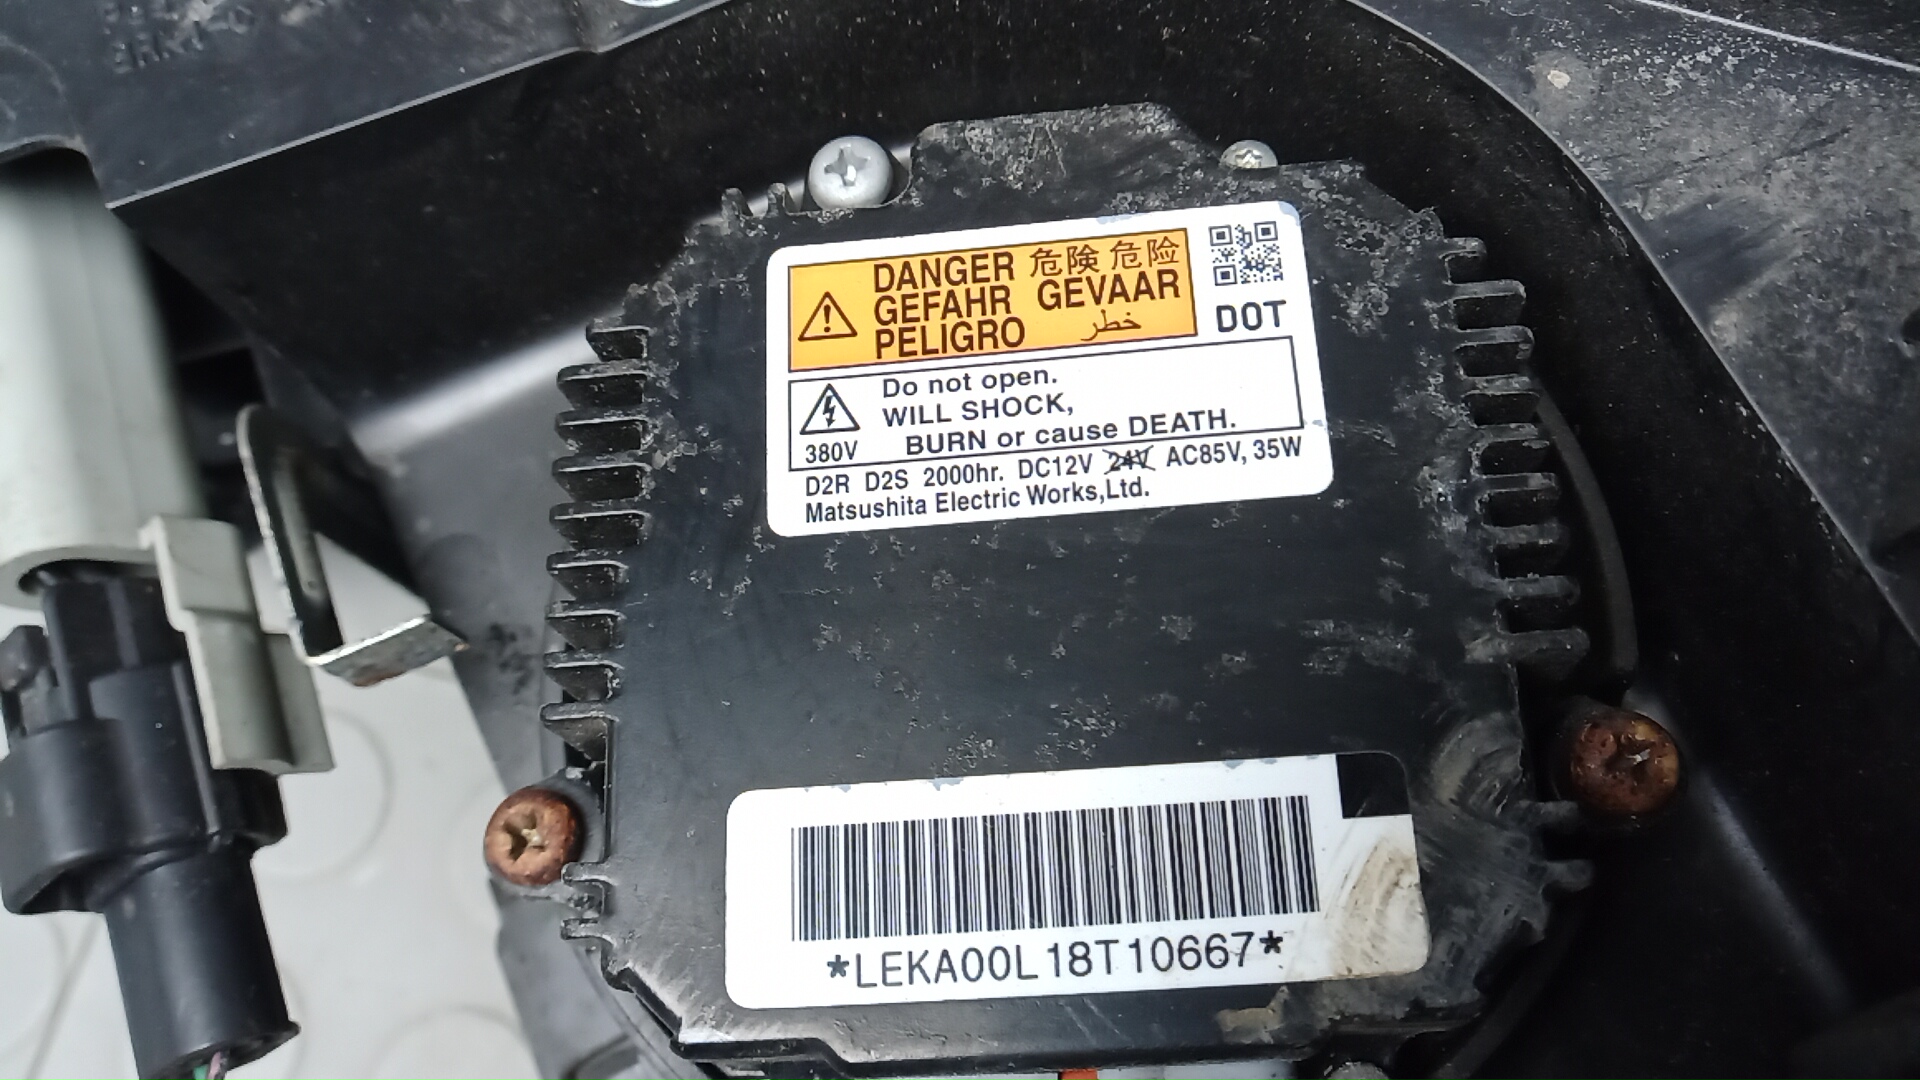 DANGER 危険 危险
GEFAHR GEVAAR
PELIGRO خطر
DOT
Do not open.
WILL SHOCK,
BURN or cause DEATH.
380V
D2R D2S 2000hr. DC12V 24V AC85V, 35W
Matsushita Electric Works,Ltd.
*LEKA00L18T10667*